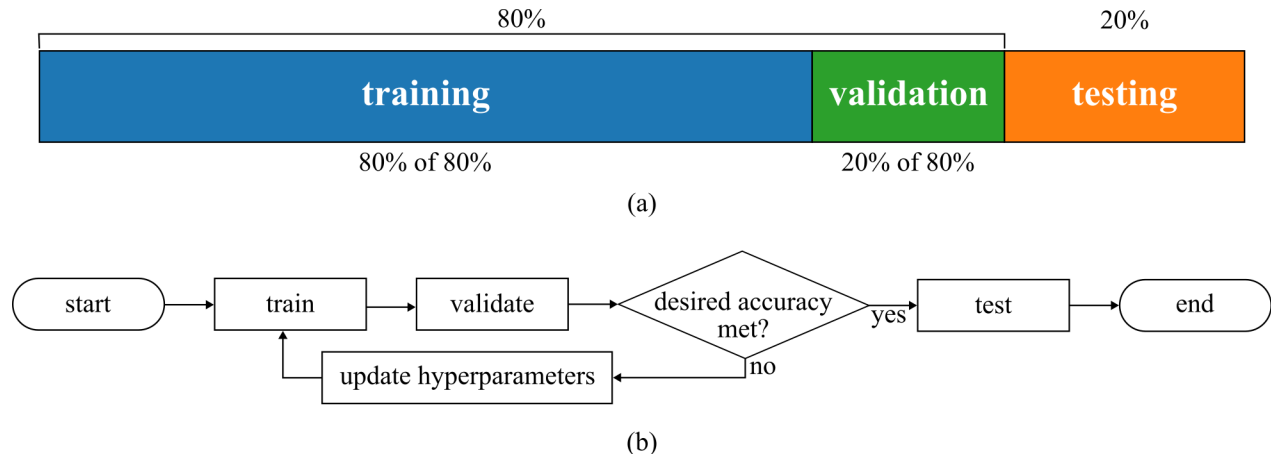 80%
20%
training
validation
testing
80% of 80%
20% of 80%
(a)
start
train
validate
desired accuracy
met?
yes
test
end
no
update hyperparameters
(b)